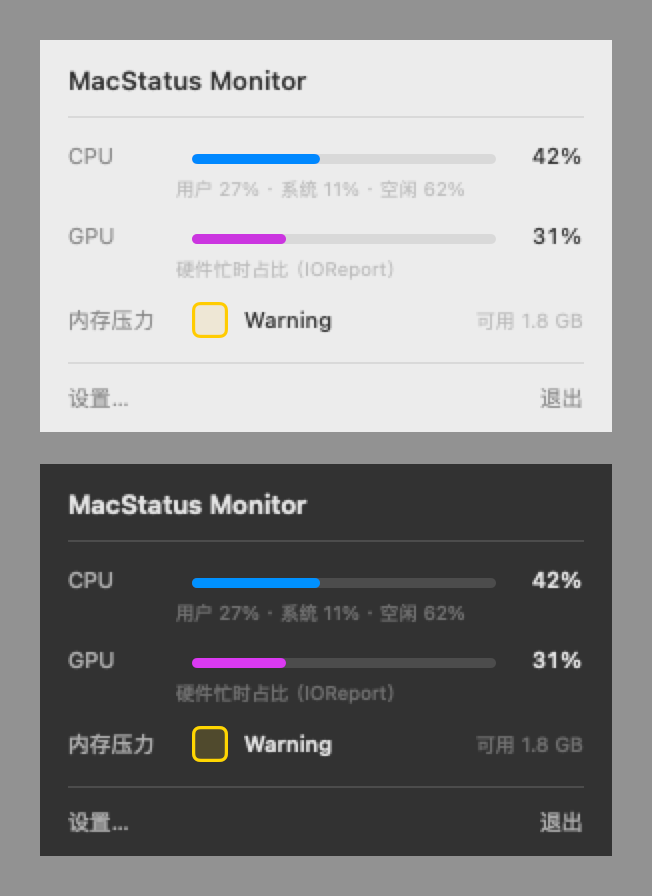 MacStatus Monitor
CPU 42%
用户 27% · 系统 11% · 空闲 62%
GPU 31%
硬件忙时占比 (IOReport)
内存压力 Warning 可用 1.8 GB
设置... 退出
MacStatus Monitor
CPU 42%
用户 27% · 系统 11% · 空闲 62%
GPU 31%
硬件忙时占比 (IOReport)
内存压力 Warning 可用 1.8 GB
设置... 退出